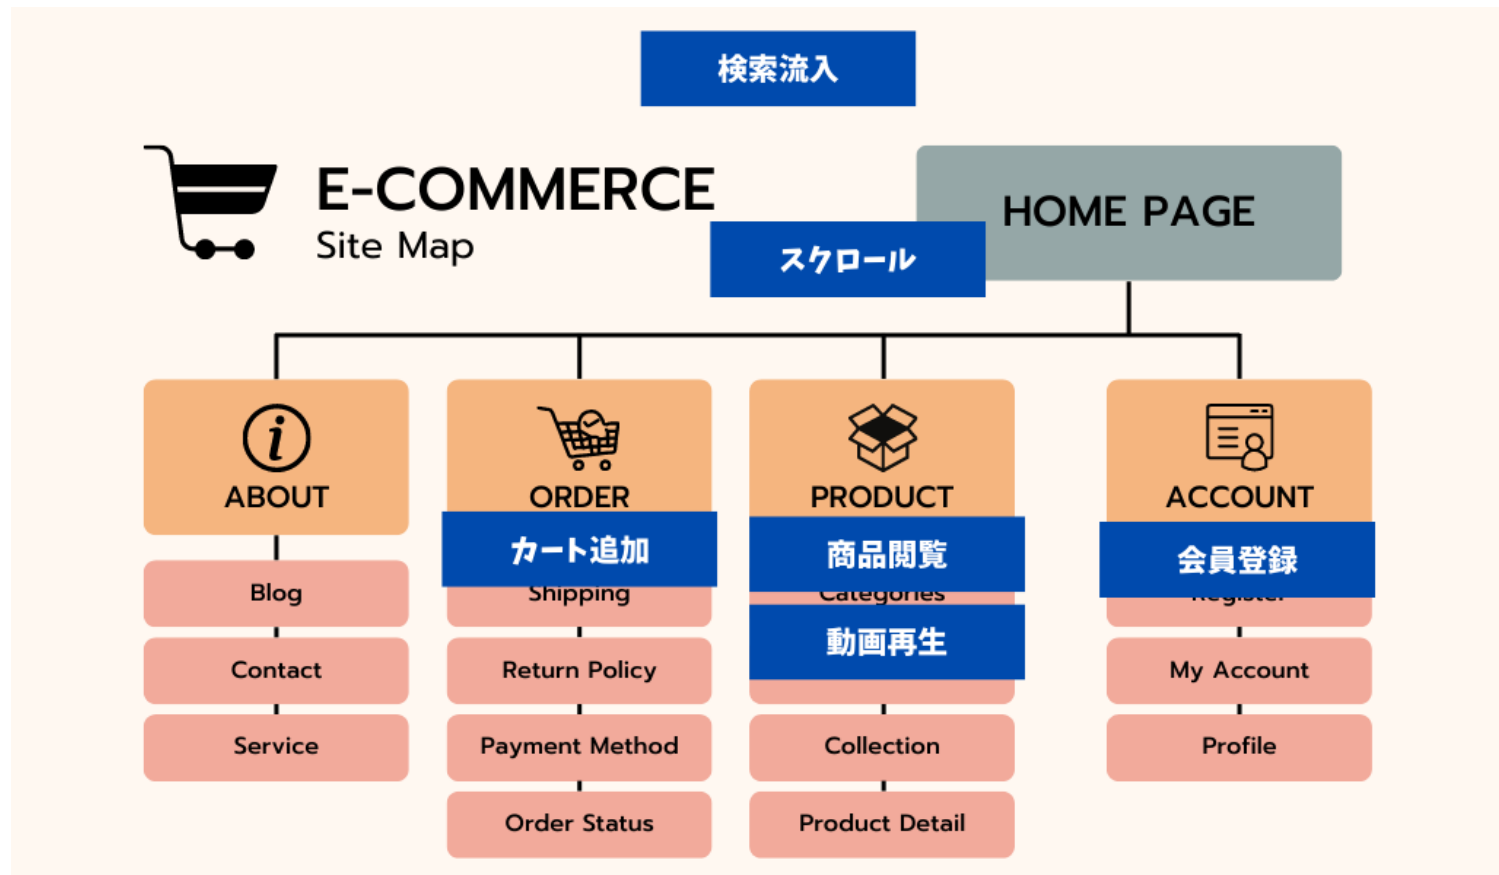 検索流入
E-COMMERCE
Site Map
HOME PAGE
スクロール
ABOUT
Blog
Contact
Service
ORDER
カート追加
Shipping
Return Policy
Payment Method
Order Status
PRODUCT
商品閲覧
Categories
動画再生
Collection
Product Detail
ACCOUNT
会員登録
Register
My Account
Profile